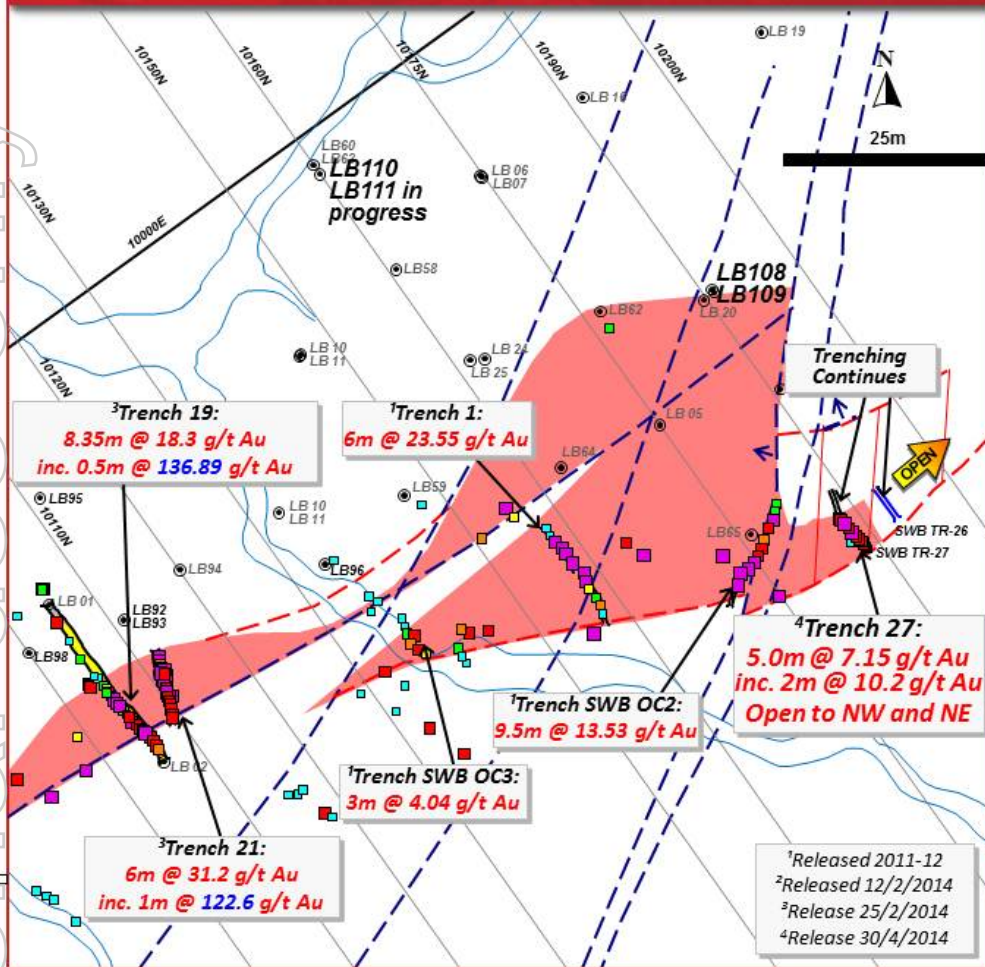 LB 19
10150N
10160N
10175N
10190N
10200N
N
LB 16
25m
LB60
LB63
LB110
LB111 in
progress
LB 06
LB07
10130N
10000E
LB58
LB108
LB109
LB 20
LB62
LB 10
LB 11
LB 24
LB 25
Trenching
Continues
10120N
³Trench 19:
8.35m @ 18.3 g/t Au
inc. 0.5m @ 136.89 g/t Au
¹Trench 1:
6m @ 23.55 g/t Au
LB 05
LB64
OPEN
LB95
LB59
LB 10
LB 11
10110N
LB65
SWB TR-26
SWB TR-27
LB94
LB96
LB 01
LB92
LB93
LB98
⁴Trench 27:
5.0m @ 7.15 g/t Au
inc. 2m @ 10.2 g/t Au
Open to NW and NE
¹Trench SWB OC2:
9.5m @ 13.53 g/t Au
LB 02
¹Trench SWB OC3:
3m @ 4.04 g/t Au
³Trench 21:
6m @ 31.2 g/t Au
inc. 1m @ 122.6 g/t Au
¹Released 2011-12
²Released 12/2/2014
³Release 25/2/2014
⁴Release 30/4/2014